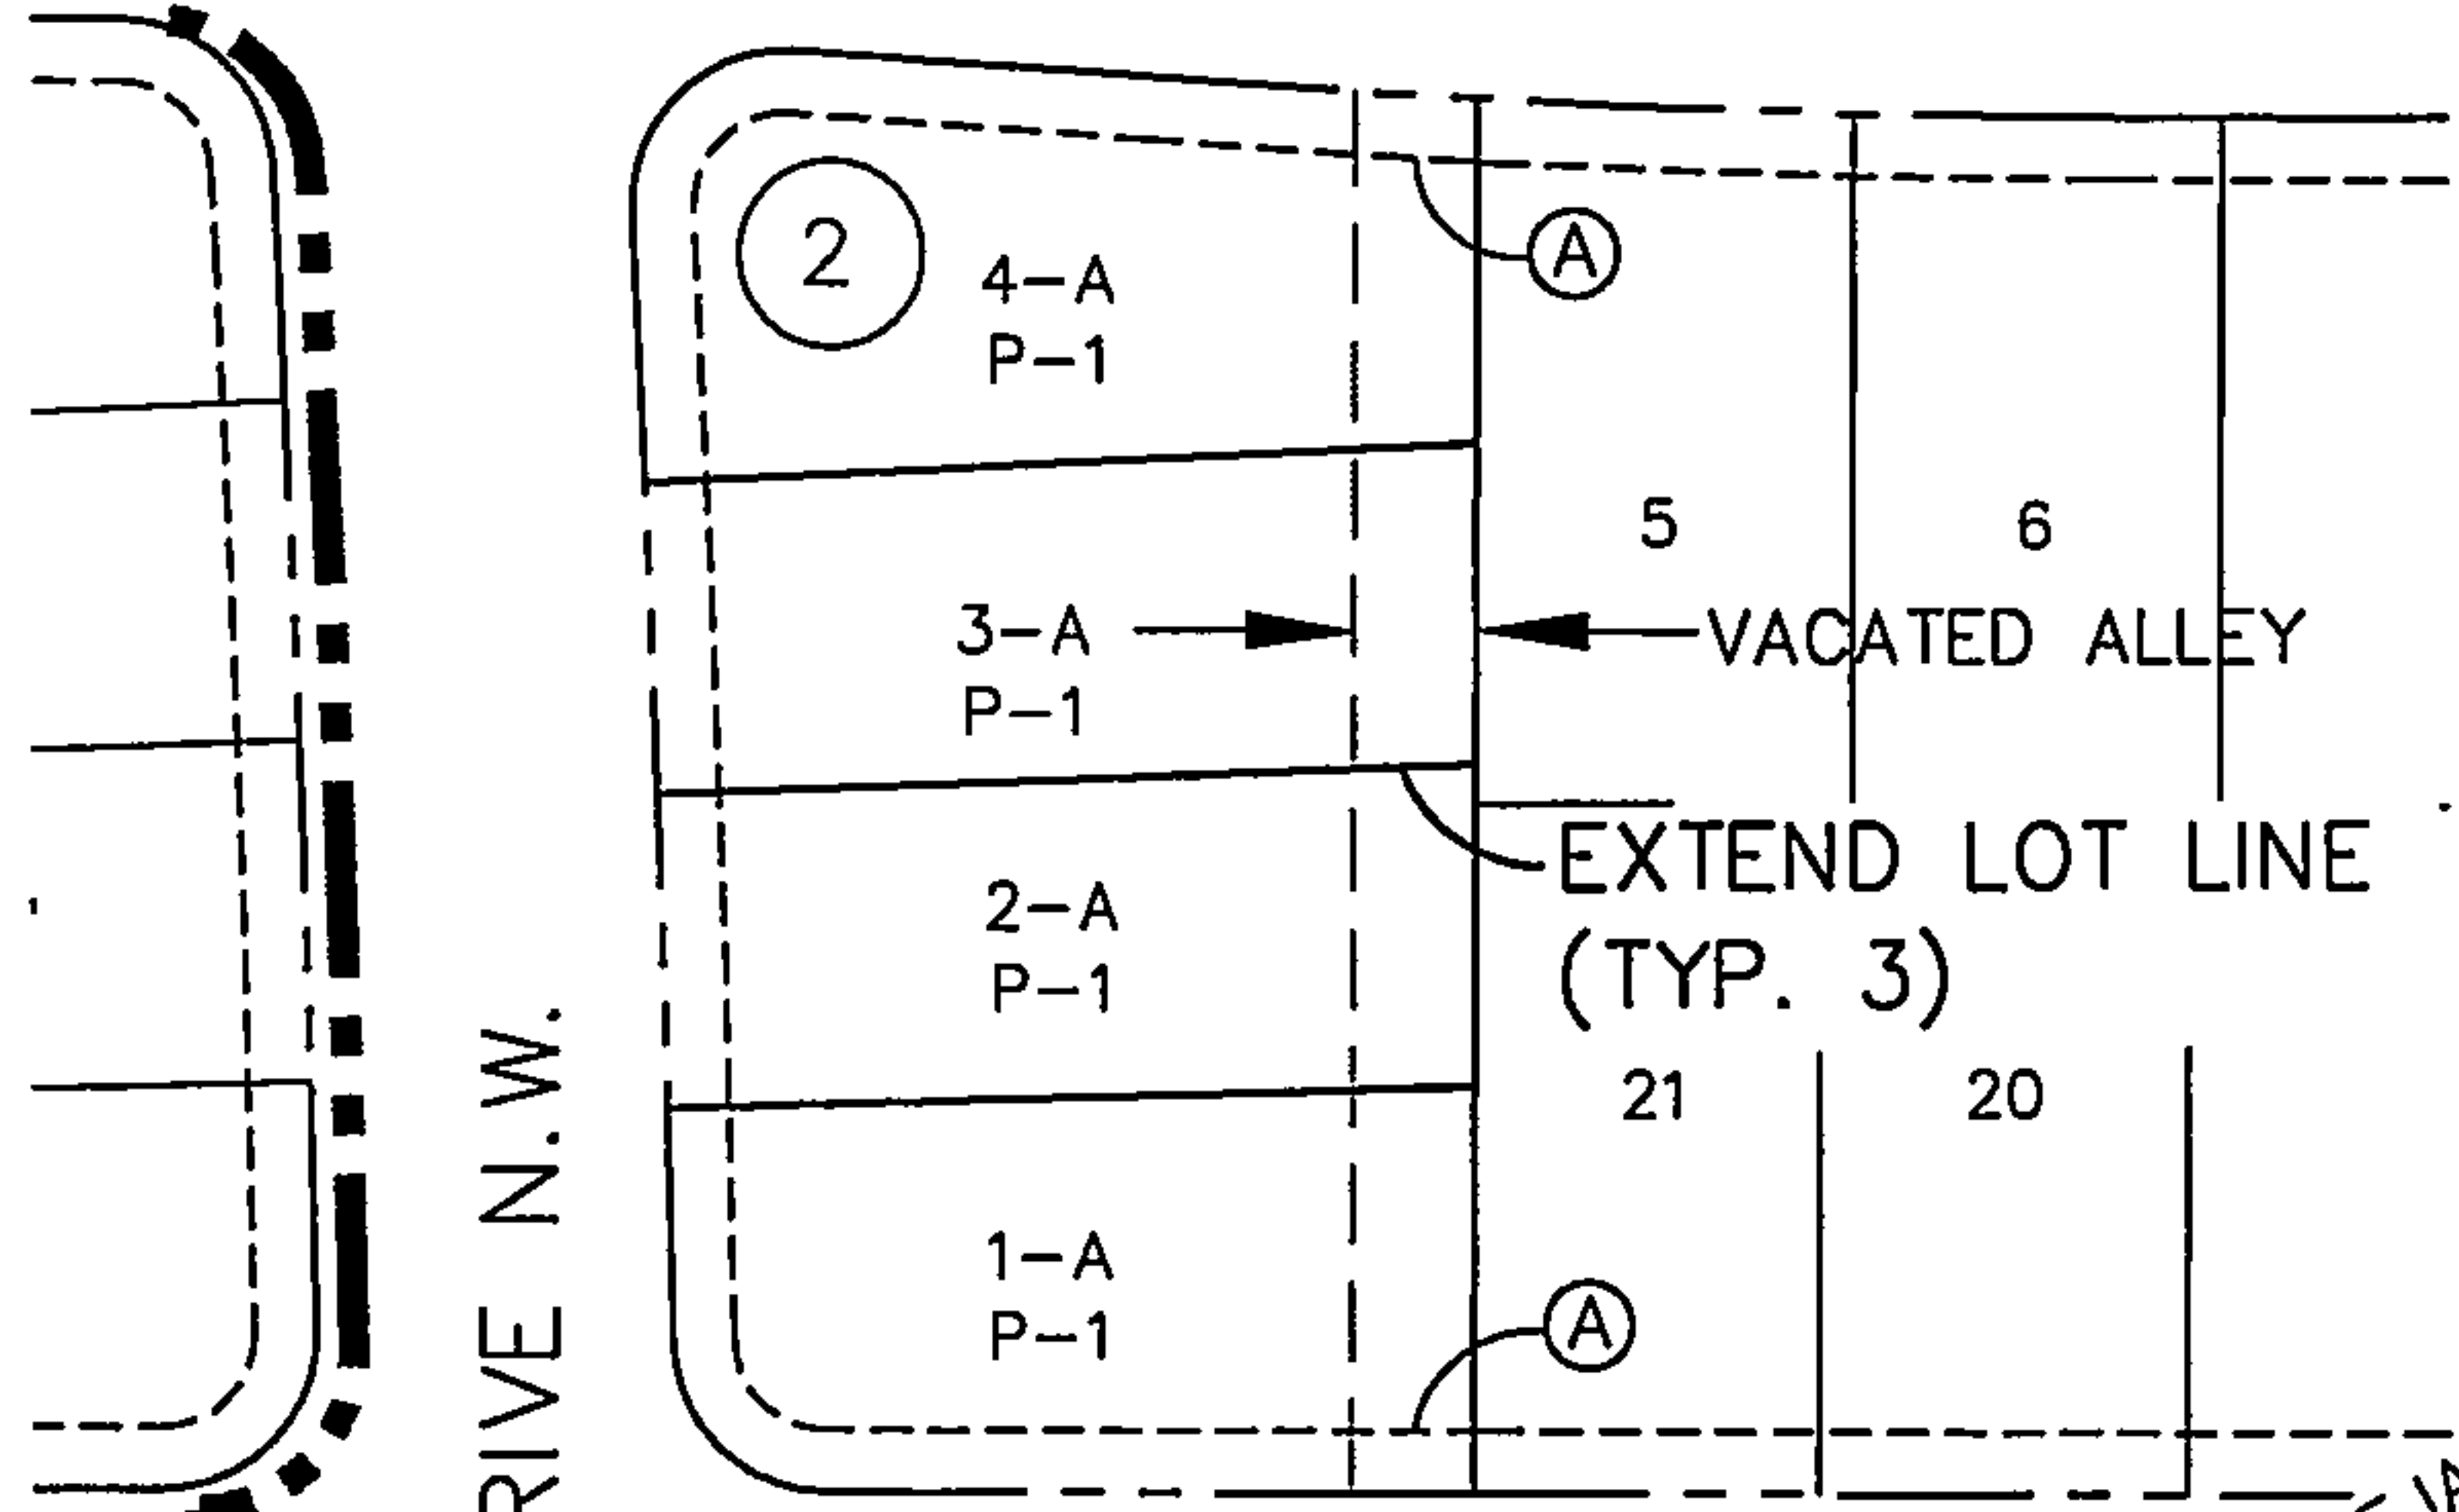 2
4-A
P-1
A
5
6
3-A
P-1
VACATED ALLEY
EXTEND LOT LINE
(TYP. 3)
2-A
P-1
21
20
N.W.
1-A
P-1
A